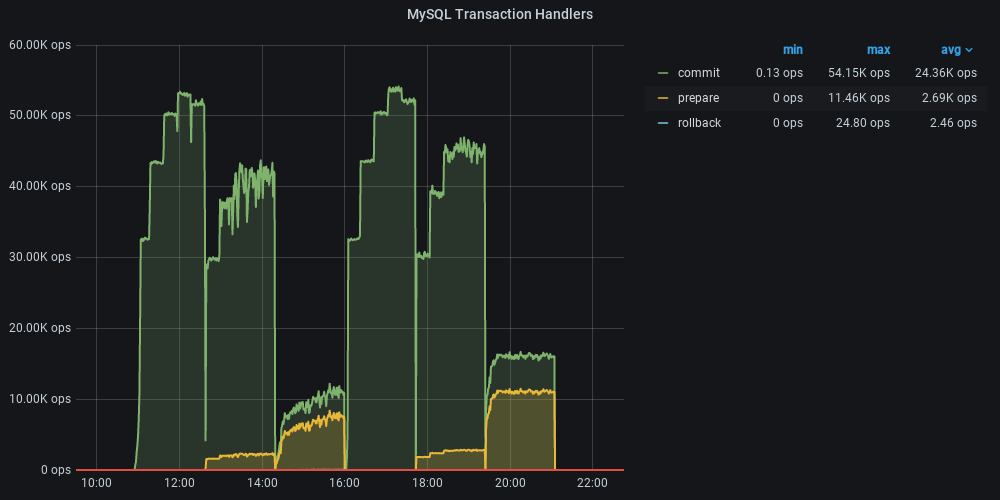 MySQL Transaction Handlers
60.00K ops
50.00K ops
40.00K ops
30.00K ops
20.00K ops
10.00K ops
0 ops
10:00 12:00 14:00 16:00 18:00 20:00 22:00
min max avg
commit 0.13 ops 54.15K ops 24.36K ops
prepare 0 ops 11.46K ops 2.69K ops
rollback 0 ops 24.80 ops 2.46 ops